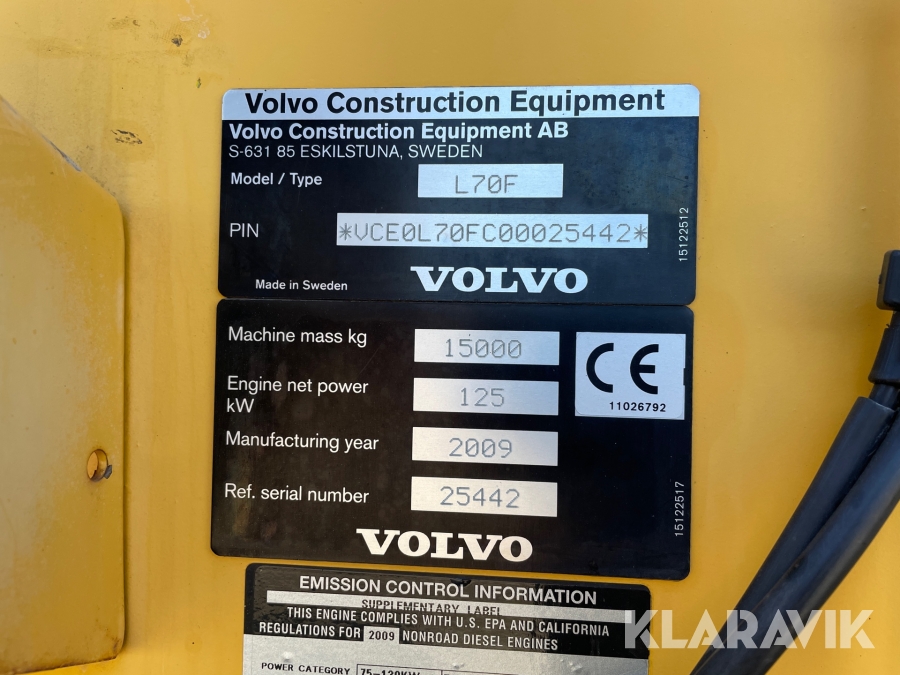 Volvo Construction Equipment
Volvo Construction Equipment AB
S-631 85 ESKILSTUNA, SWEDEN
Model / Type L70F
PIN *VCE0L70FC00025442*
15122512
Made in Sweden VOLVO
Machine mass kg 15000
CE
Engine net power
kW 125
11026792
Manufacturing year 2009
Ref. serial number 25442
15122517
VOLVO
EMISSION CONTROL INFORMATION
SUPPLEMENTARY LABEL
THIS ENGINE COMPLIES WITH U.S. EPA AND CALIFORNIA
REGULATIONS FOR 2009 NONROAD DIESEL ENGINES
POWER CATEGORY 75-130KW
KLARAVIK